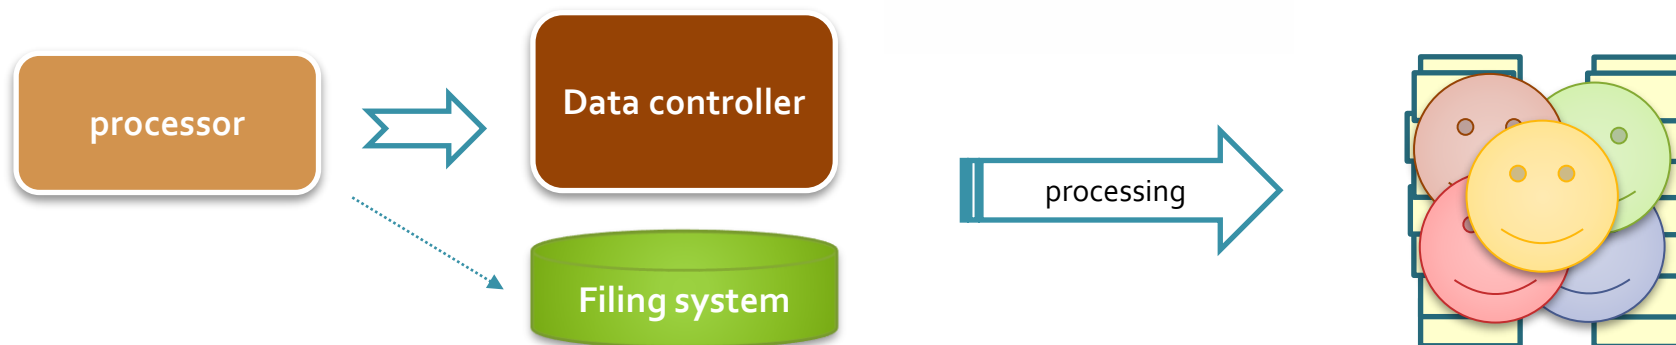 processor
Data controller
processing
Filing system